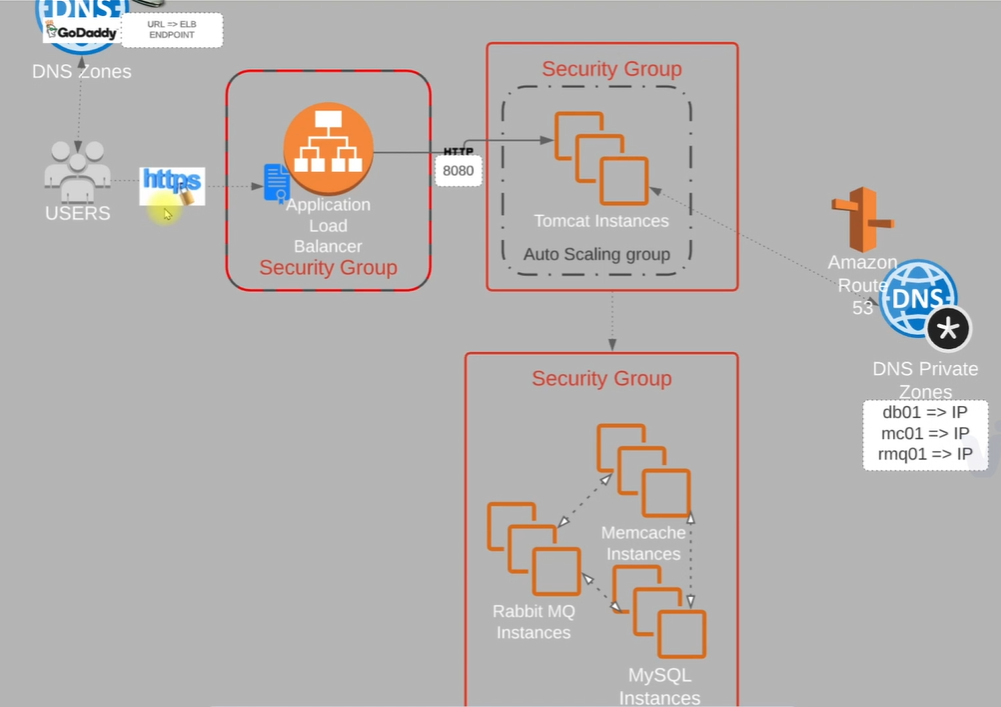 DNS
GoDaddy
URL => ELB
ENDPOINT
DNS Zones
USERS
https
Application
Load
Balancer
Security Group
HTTP
8080
Security Group
Tomcat Instances
Auto Scaling group
Amazon
Route
53
DNS
DNS Private
Zones
db01 => IP
mc01 => IP
rmq01 => IP
Security Group
Memcache
Instances
Rabbit MQ
Instances
MySQL
Instances